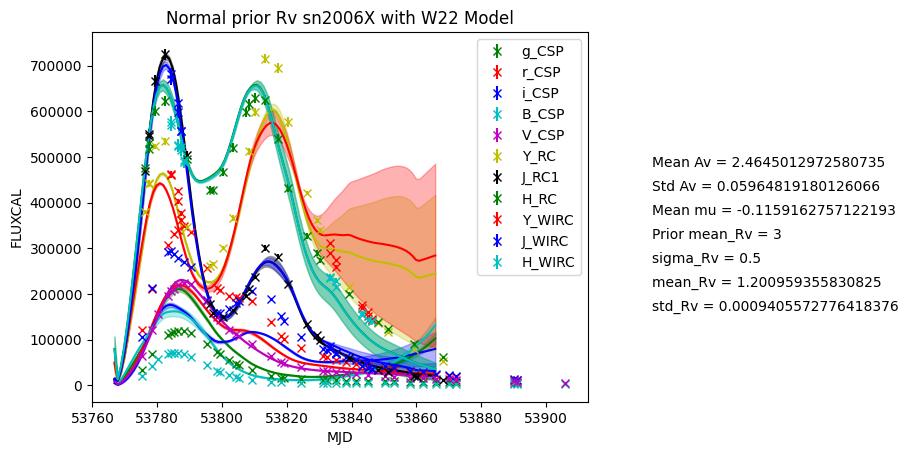 Normal prior Rv sn2006X with W22 Model
FLUXCAL
700000
600000
500000
400000
300000
200000
100000
0
53760
53780
53800
53820
53840
53860
53880
53900
MJD
g_CSP
r_CSP
i_CSP
B_CSP
V_CSP
Y_RC
J_RC1
H_RC
Y_WIRC
J_WIRC
H_WIRC
Mean Av = 2.4645012972580735
Std Av = 0.05964819180126066
Mean mu = -0.1159162757122193
Prior mean_Rv = 3
sigma_Rv = 0.5
mean_Rv = 1.200959355830825
std_Rv = 0.0009405572776418376